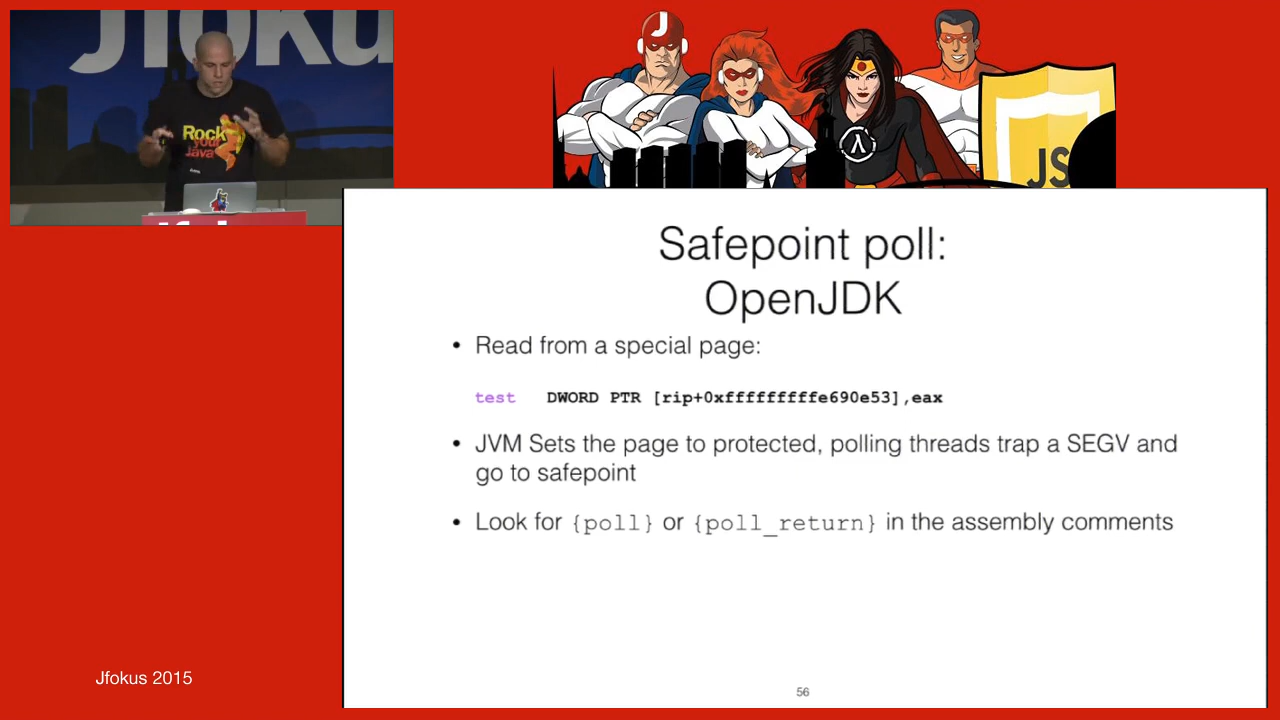 Jfoku
Rock
your
Java
J
JS
Safepoint poll:
OpenJDK
• Read from a special page:
test DWORD PTR [rip+0xfffffffffe690e53],eax
• JVM Sets the page to protected, polling threads trap a SEGV and
go to safepoint
• Look for {poll} or {poll_return} in the assembly comments
Jfokus 2015
56